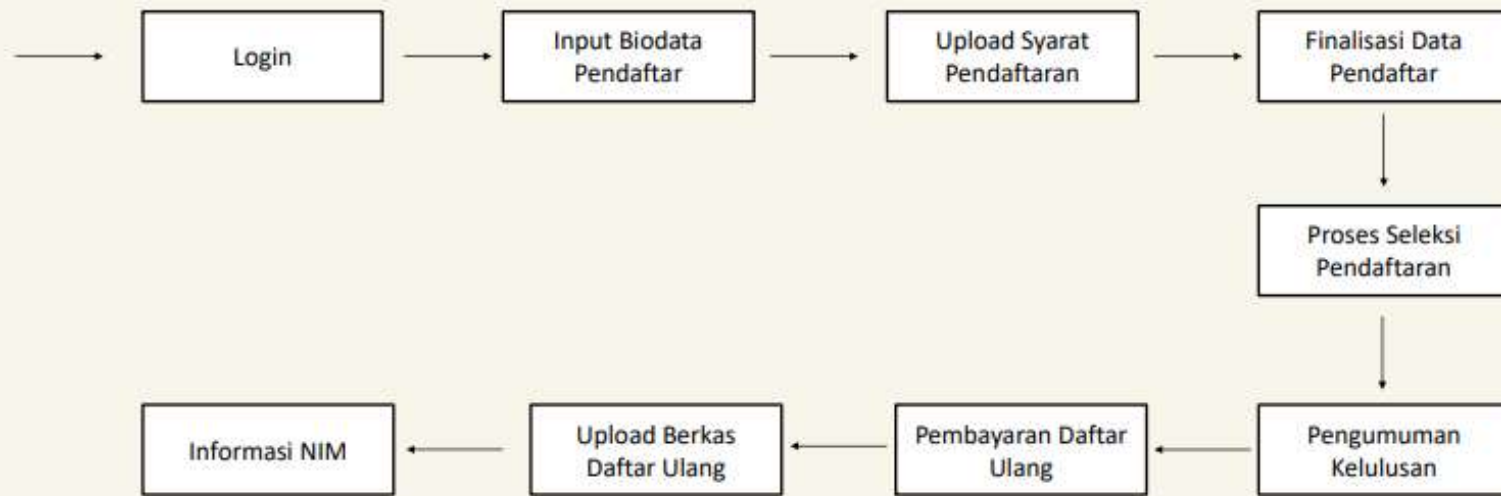 Login
Input Biodata
Pendaftar
Upload Syarat
Pendaftaran
Finalisasi Data
Pendaftar
Proses Seleksi
Pendaftaran
Pengumuman
Kelulusan
Pembayaran Daftar
Ulang
Upload Berkas
Daftar Ulang
Informasi NIM